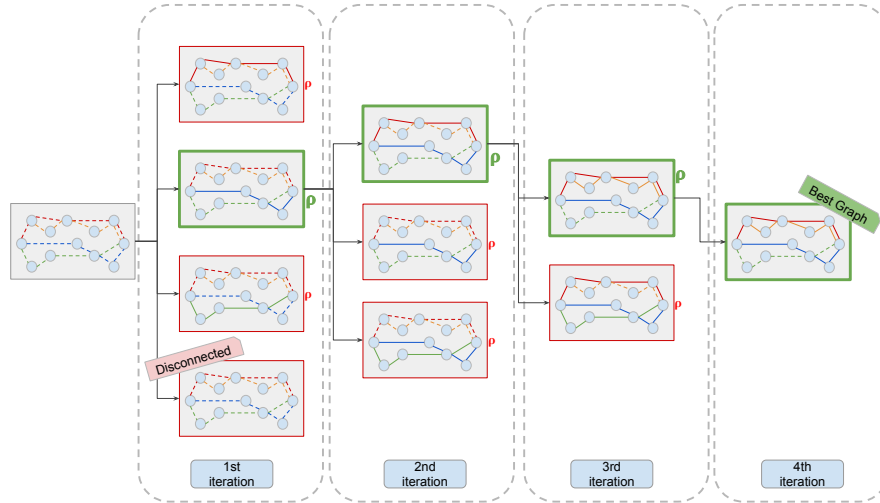 ρ
ρ
ρ
Disconnected
ρ
ρ
ρ
ρ
Best Graph
1st
iteration
2nd
iteration
3rd
iteration
4th
iteration